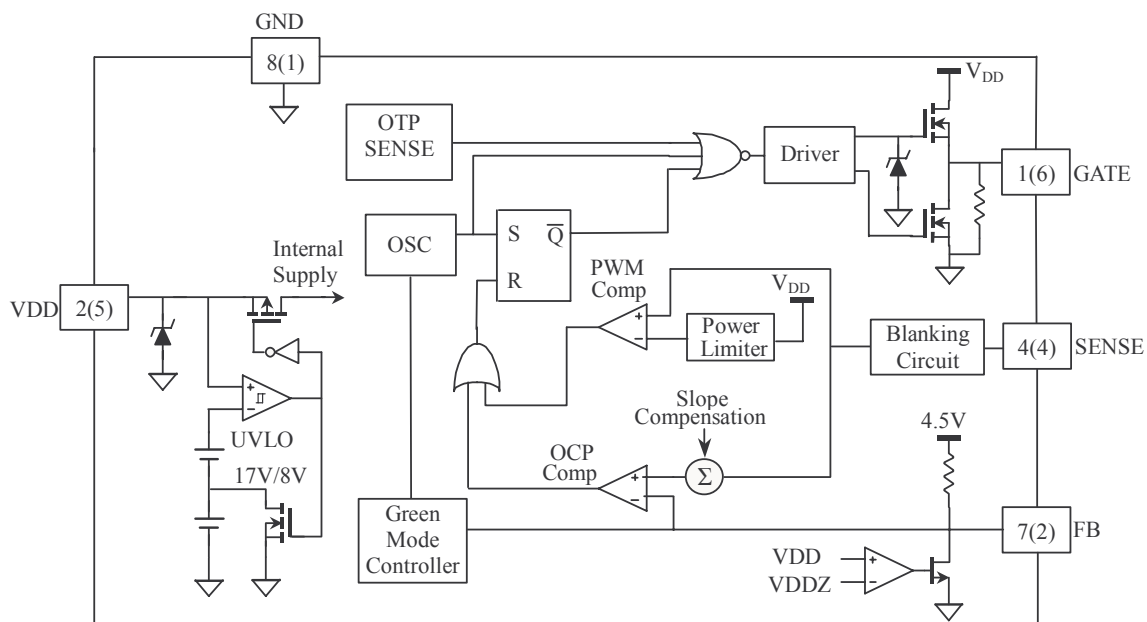 GND
8(1)
V_DD
OTP
SENSE
Driver
1(6)
GATE
OSC
S
Q̅
R
Internal
Supply
VDD
2(5)
PWM
Comp
V_DD
+
−
Power
Limiter
Blanking
Circuit
4(4)
SENSE
+
−
UVLO
17V/8V
Slope
Compensation
4.5V
OCP
Comp
+
−
Σ
Green
Mode
Controller
7(2)
FB
VDD
VDDZ
+
−